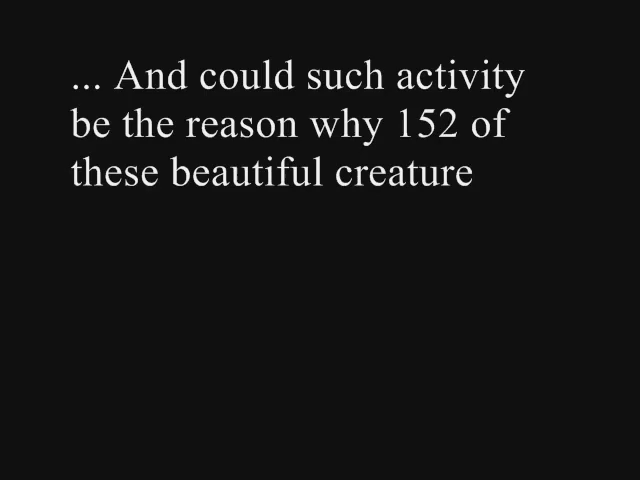 ... And could such activity
be the reason why 152 of
these beautiful creature